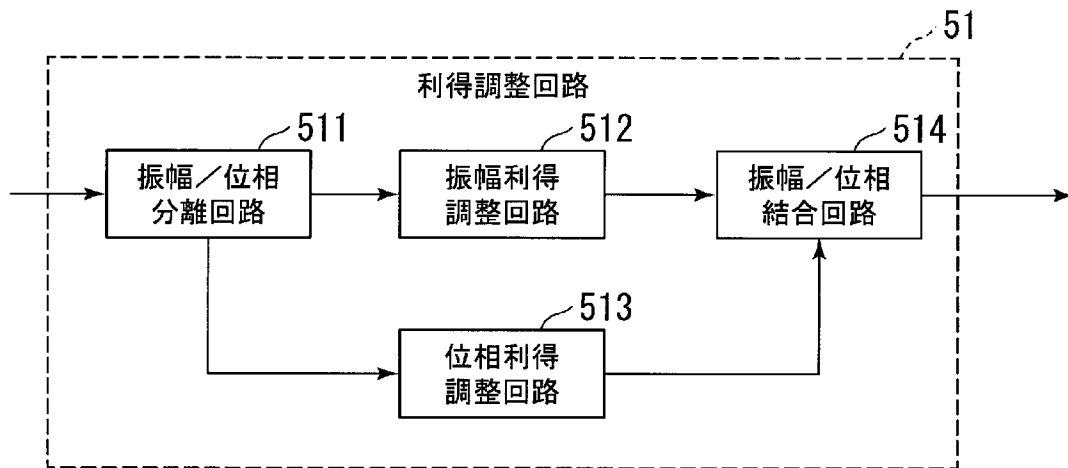 51
利得調整回路
511
振幅／位相
分離回路
512
振幅利得
調整回路
514
振幅／位相
結合回路
513
位相利得
調整回路